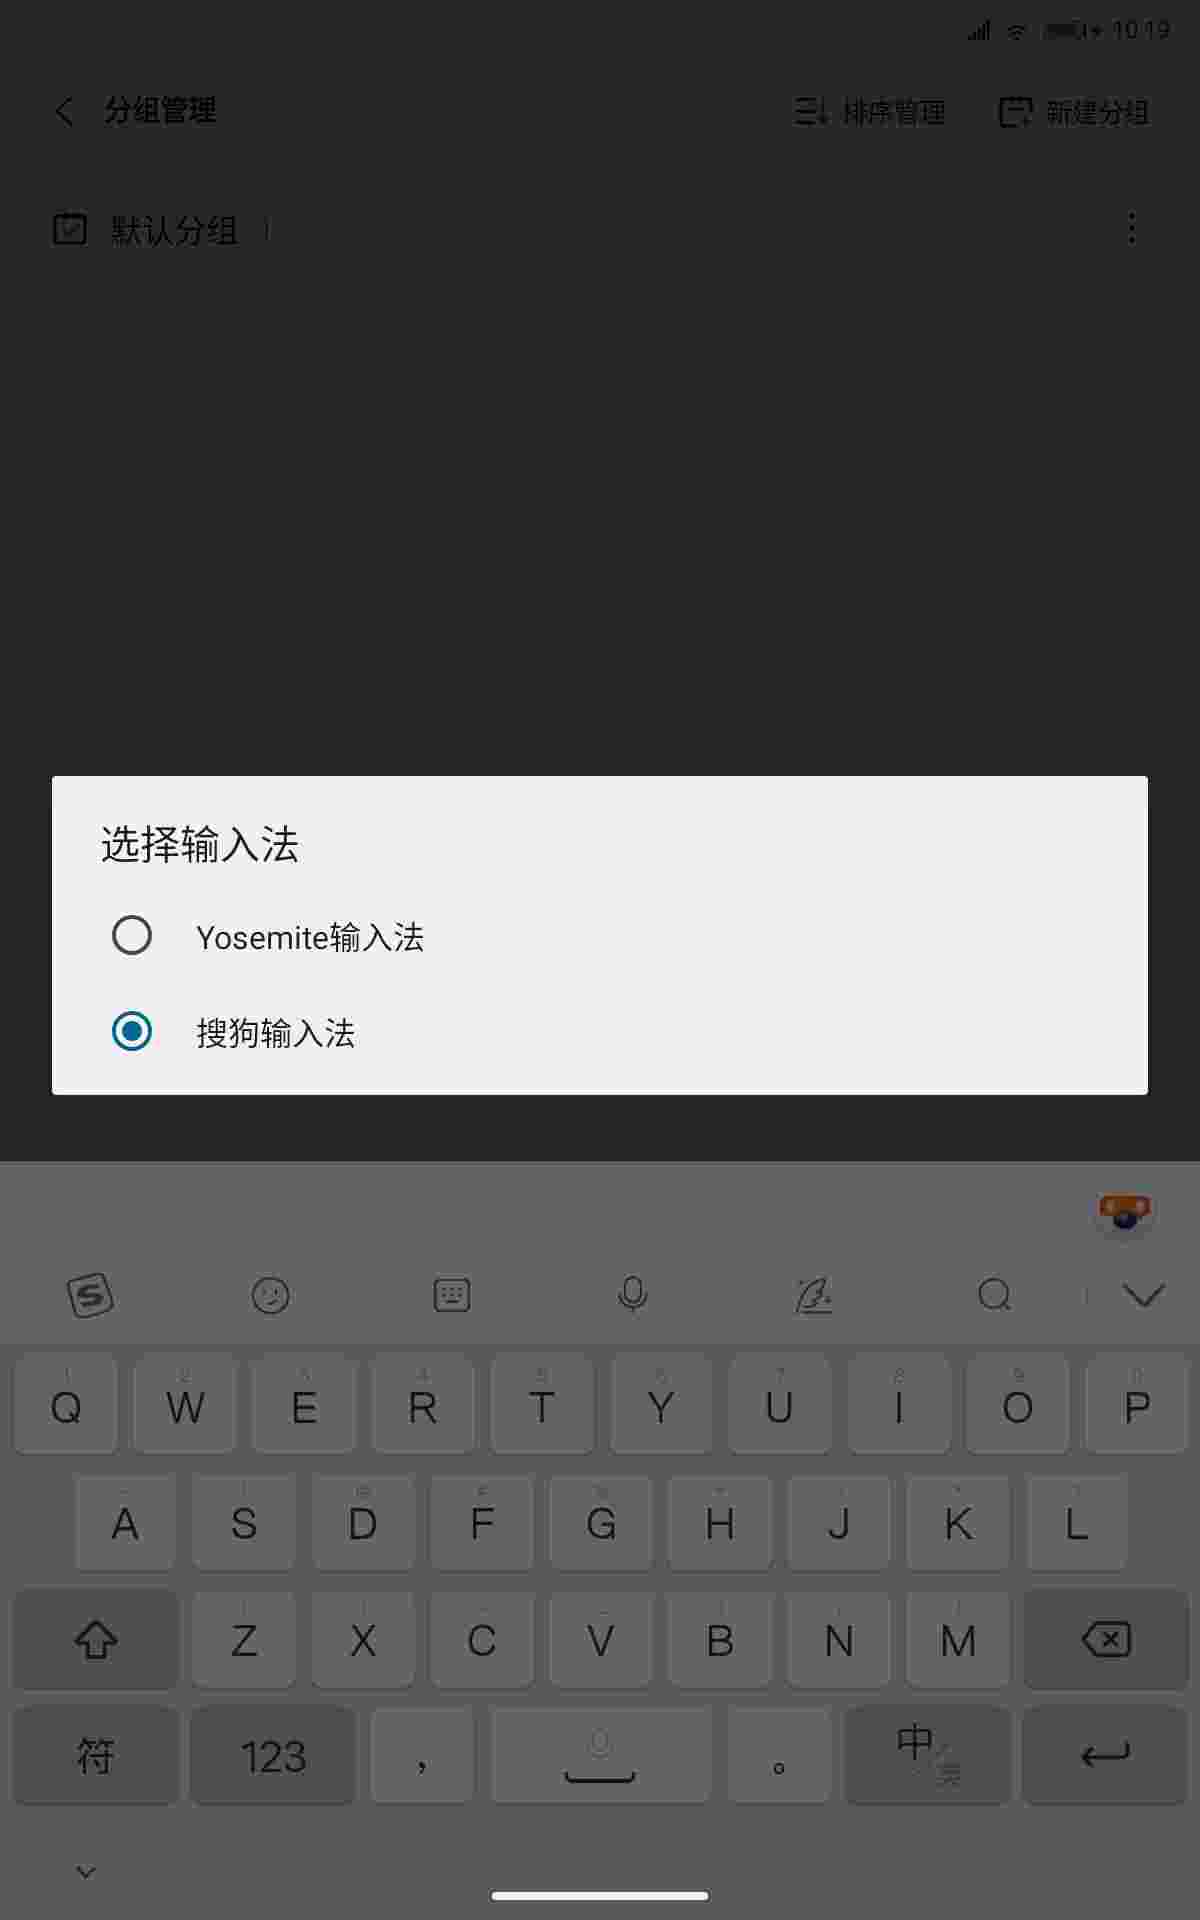 10:19
分组管理 排序管理 新建分组
默认分组 1
选择输入法
Yosemite输入法
搜狗输入法
1 2 3 4 5 6 7 8 9 0
Q W E R T Y U I O P
A S D F G H J K L
Z X C V B N M
符 123 , 。 中/英